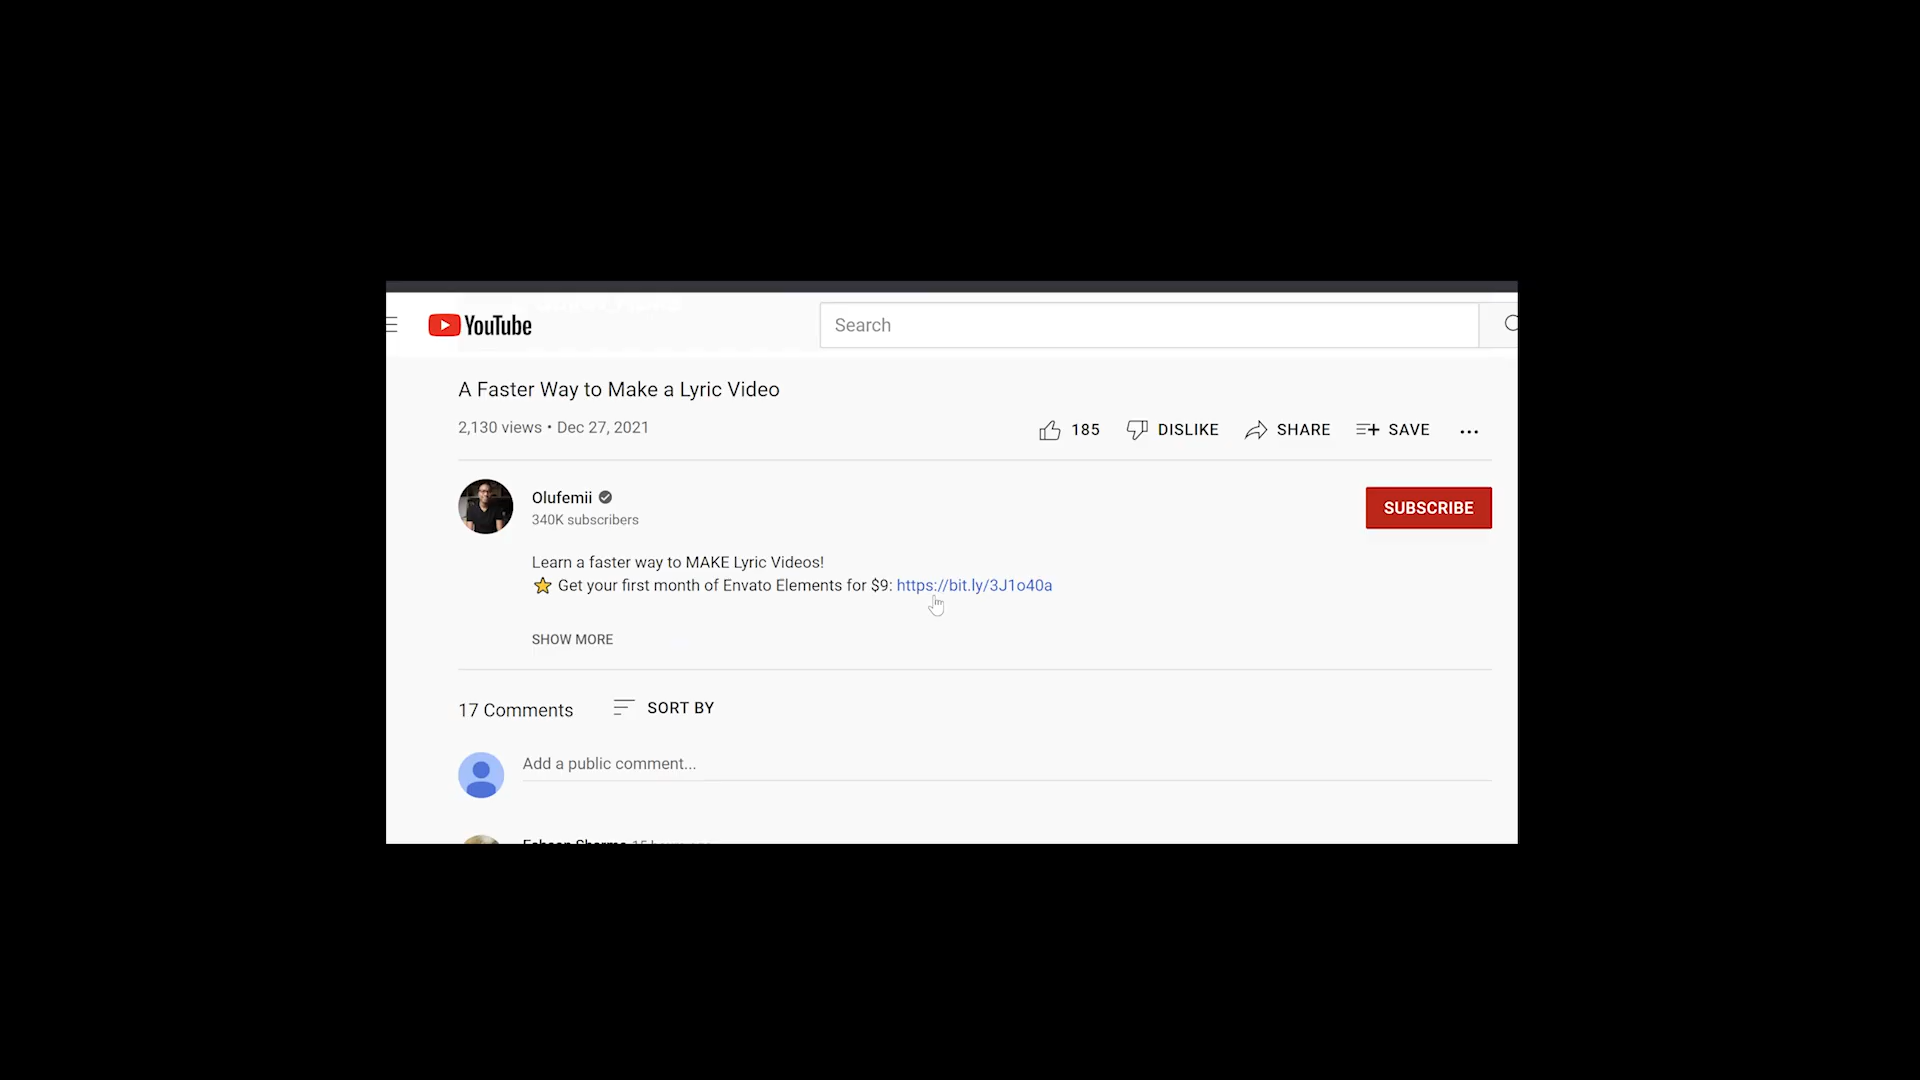 YouTube
Search
A Faster Way to Make a Lyric Video
2,130 views • Dec 27, 2021
185 DISLIKE SHARE SAVE
Olufemii
340K subscribers
SUBSCRIBE
Learn a faster way to MAKE Lyric Videos!
⭐ Get your first month of Envato Elements for $9: https://bit.ly/3J1o40a
SHOW MORE
17 Comments SORT BY
Add a public comment...